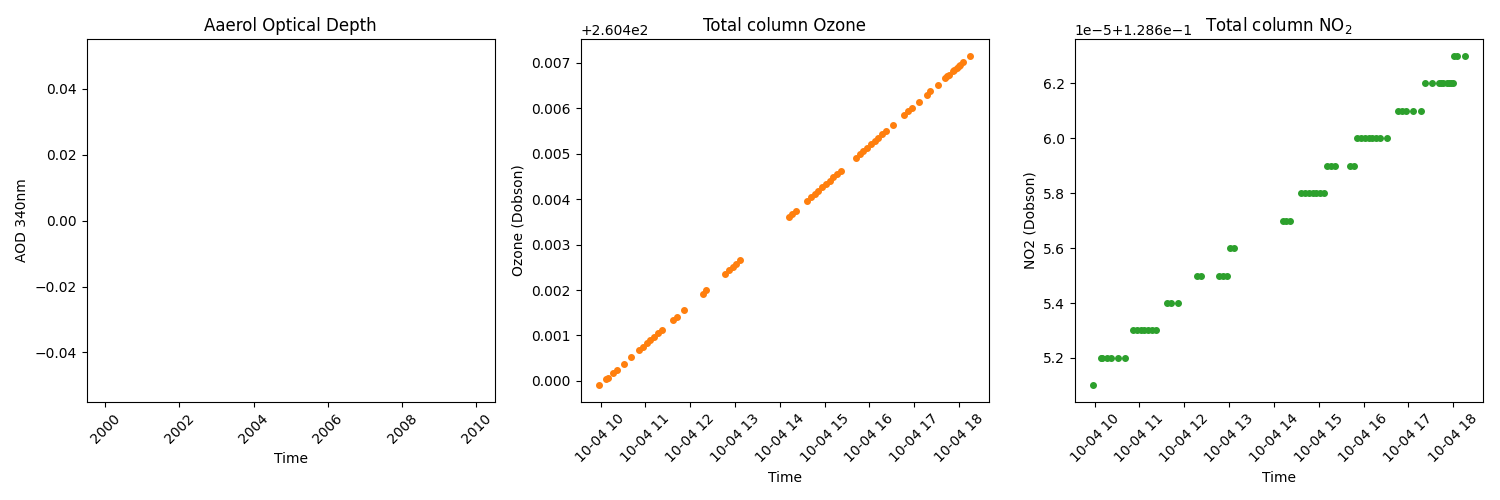 Aaerol Optical Depth
AOD 340nm
0.04
0.02
0.00
−0.02
−0.04
2000 2002 2004 2006 2008 2010
Time
Total column Ozone
+2.604e2
Ozone (Dobson)
0.007
0.006
0.005
0.004
0.003
0.002
0.001
0.000
10-04 10 10-04 11 10-04 12 10-04 13 10-04 14 10-04 15 10-04 16 10-04 17 10-04 18
Time
Total column NO₂
1e−5+1.286e−1
NO2 (Dobson)
6.2
6.0
5.8
5.6
5.4
5.2
10-04 10 10-04 11 10-04 12 10-04 13 10-04 14 10-04 15 10-04 16 10-04 17 10-04 18
Time